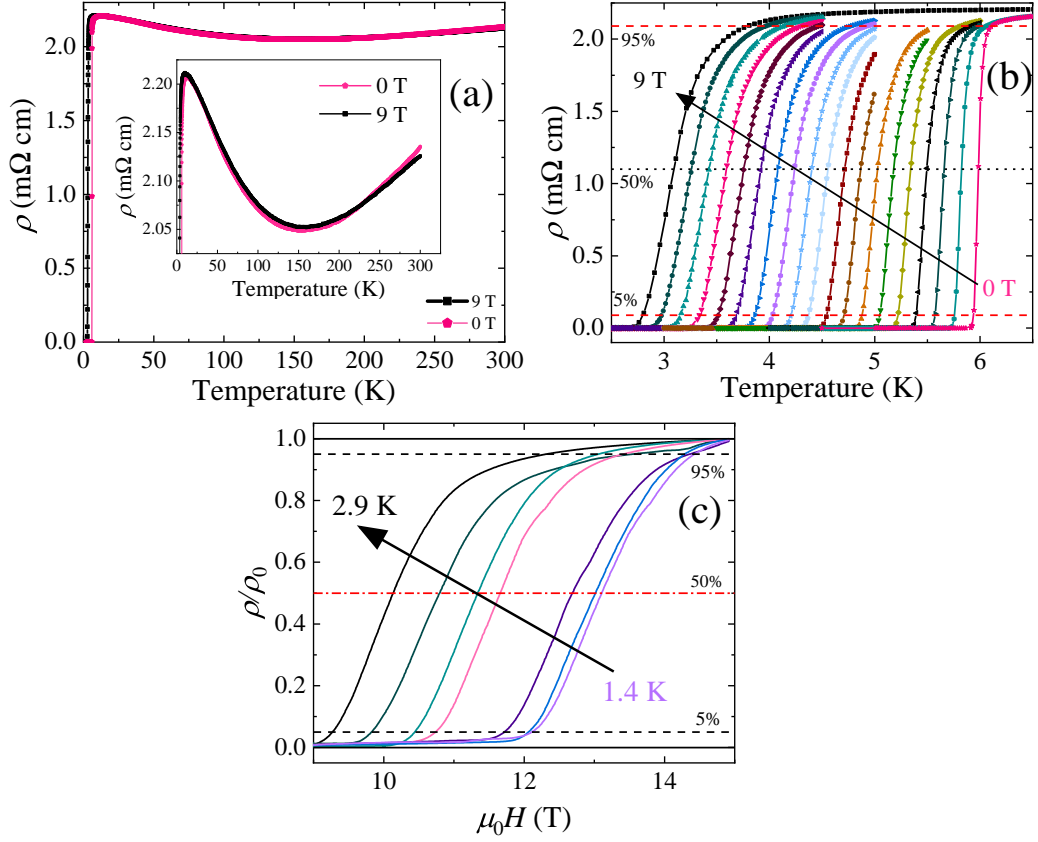 (a)
ρ (mΩ cm)
2.0
1.5
1.0
0.5
0.0
0 50 100 150 200 250 300
Temperature (K)
9 T
0 T
ρ (mΩ cm)
2.20
2.15
2.10
2.05
0 50 100 150 200 250 300
Temperature (K)
0 T
9 T
(b)
ρ (mΩ cm)
2.0
1.5
1.0
0.5
0.0
95%
9 T
50%
5%
0 T
3 4 5 6
Temperature (K)
(c)
ρ/ρ0
1.0
0.8
0.6
0.4
0.2
0.0
95%
2.9 K
50%
1.4 K
5%
10 12 14
μ0H (T)